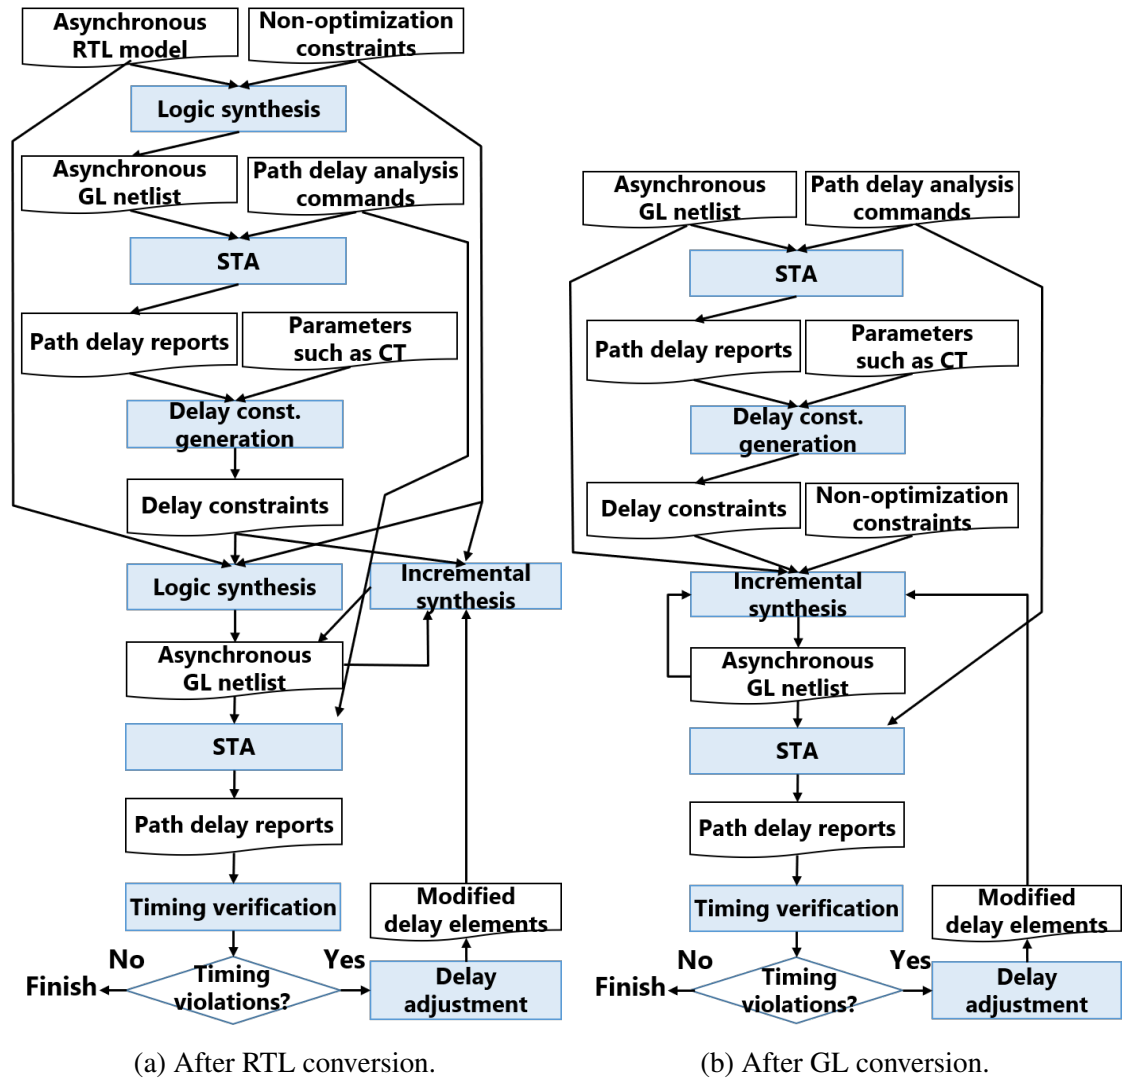 Asynchronous
RTL model
Non-optimization
constraints
Logic synthesis
Asynchronous
GL netlist
Path delay analysis
commands
STA
Path delay reports
Parameters
such as CT
Delay const.
generation
Delay constraints
Logic synthesis
Incremental
synthesis
Asynchronous
GL netlist
STA
Path delay reports
Timing verification
Modified
delay elements
No
Yes
Finish
Timing
violations?
Delay
adjustment
(a) After RTL conversion.
Asynchronous
GL netlist
Path delay analysis
commands
STA
Path delay reports
Parameters
such as CT
Delay const.
generation
Delay constraints
Non-optimization
constraints
Incremental
synthesis
Asynchronous
GL netlist
STA
Path delay reports
Timing verification
Modified
delay elements
No
Yes
Finish
Timing
violations?
Delay
adjustment
(b) After GL conversion.